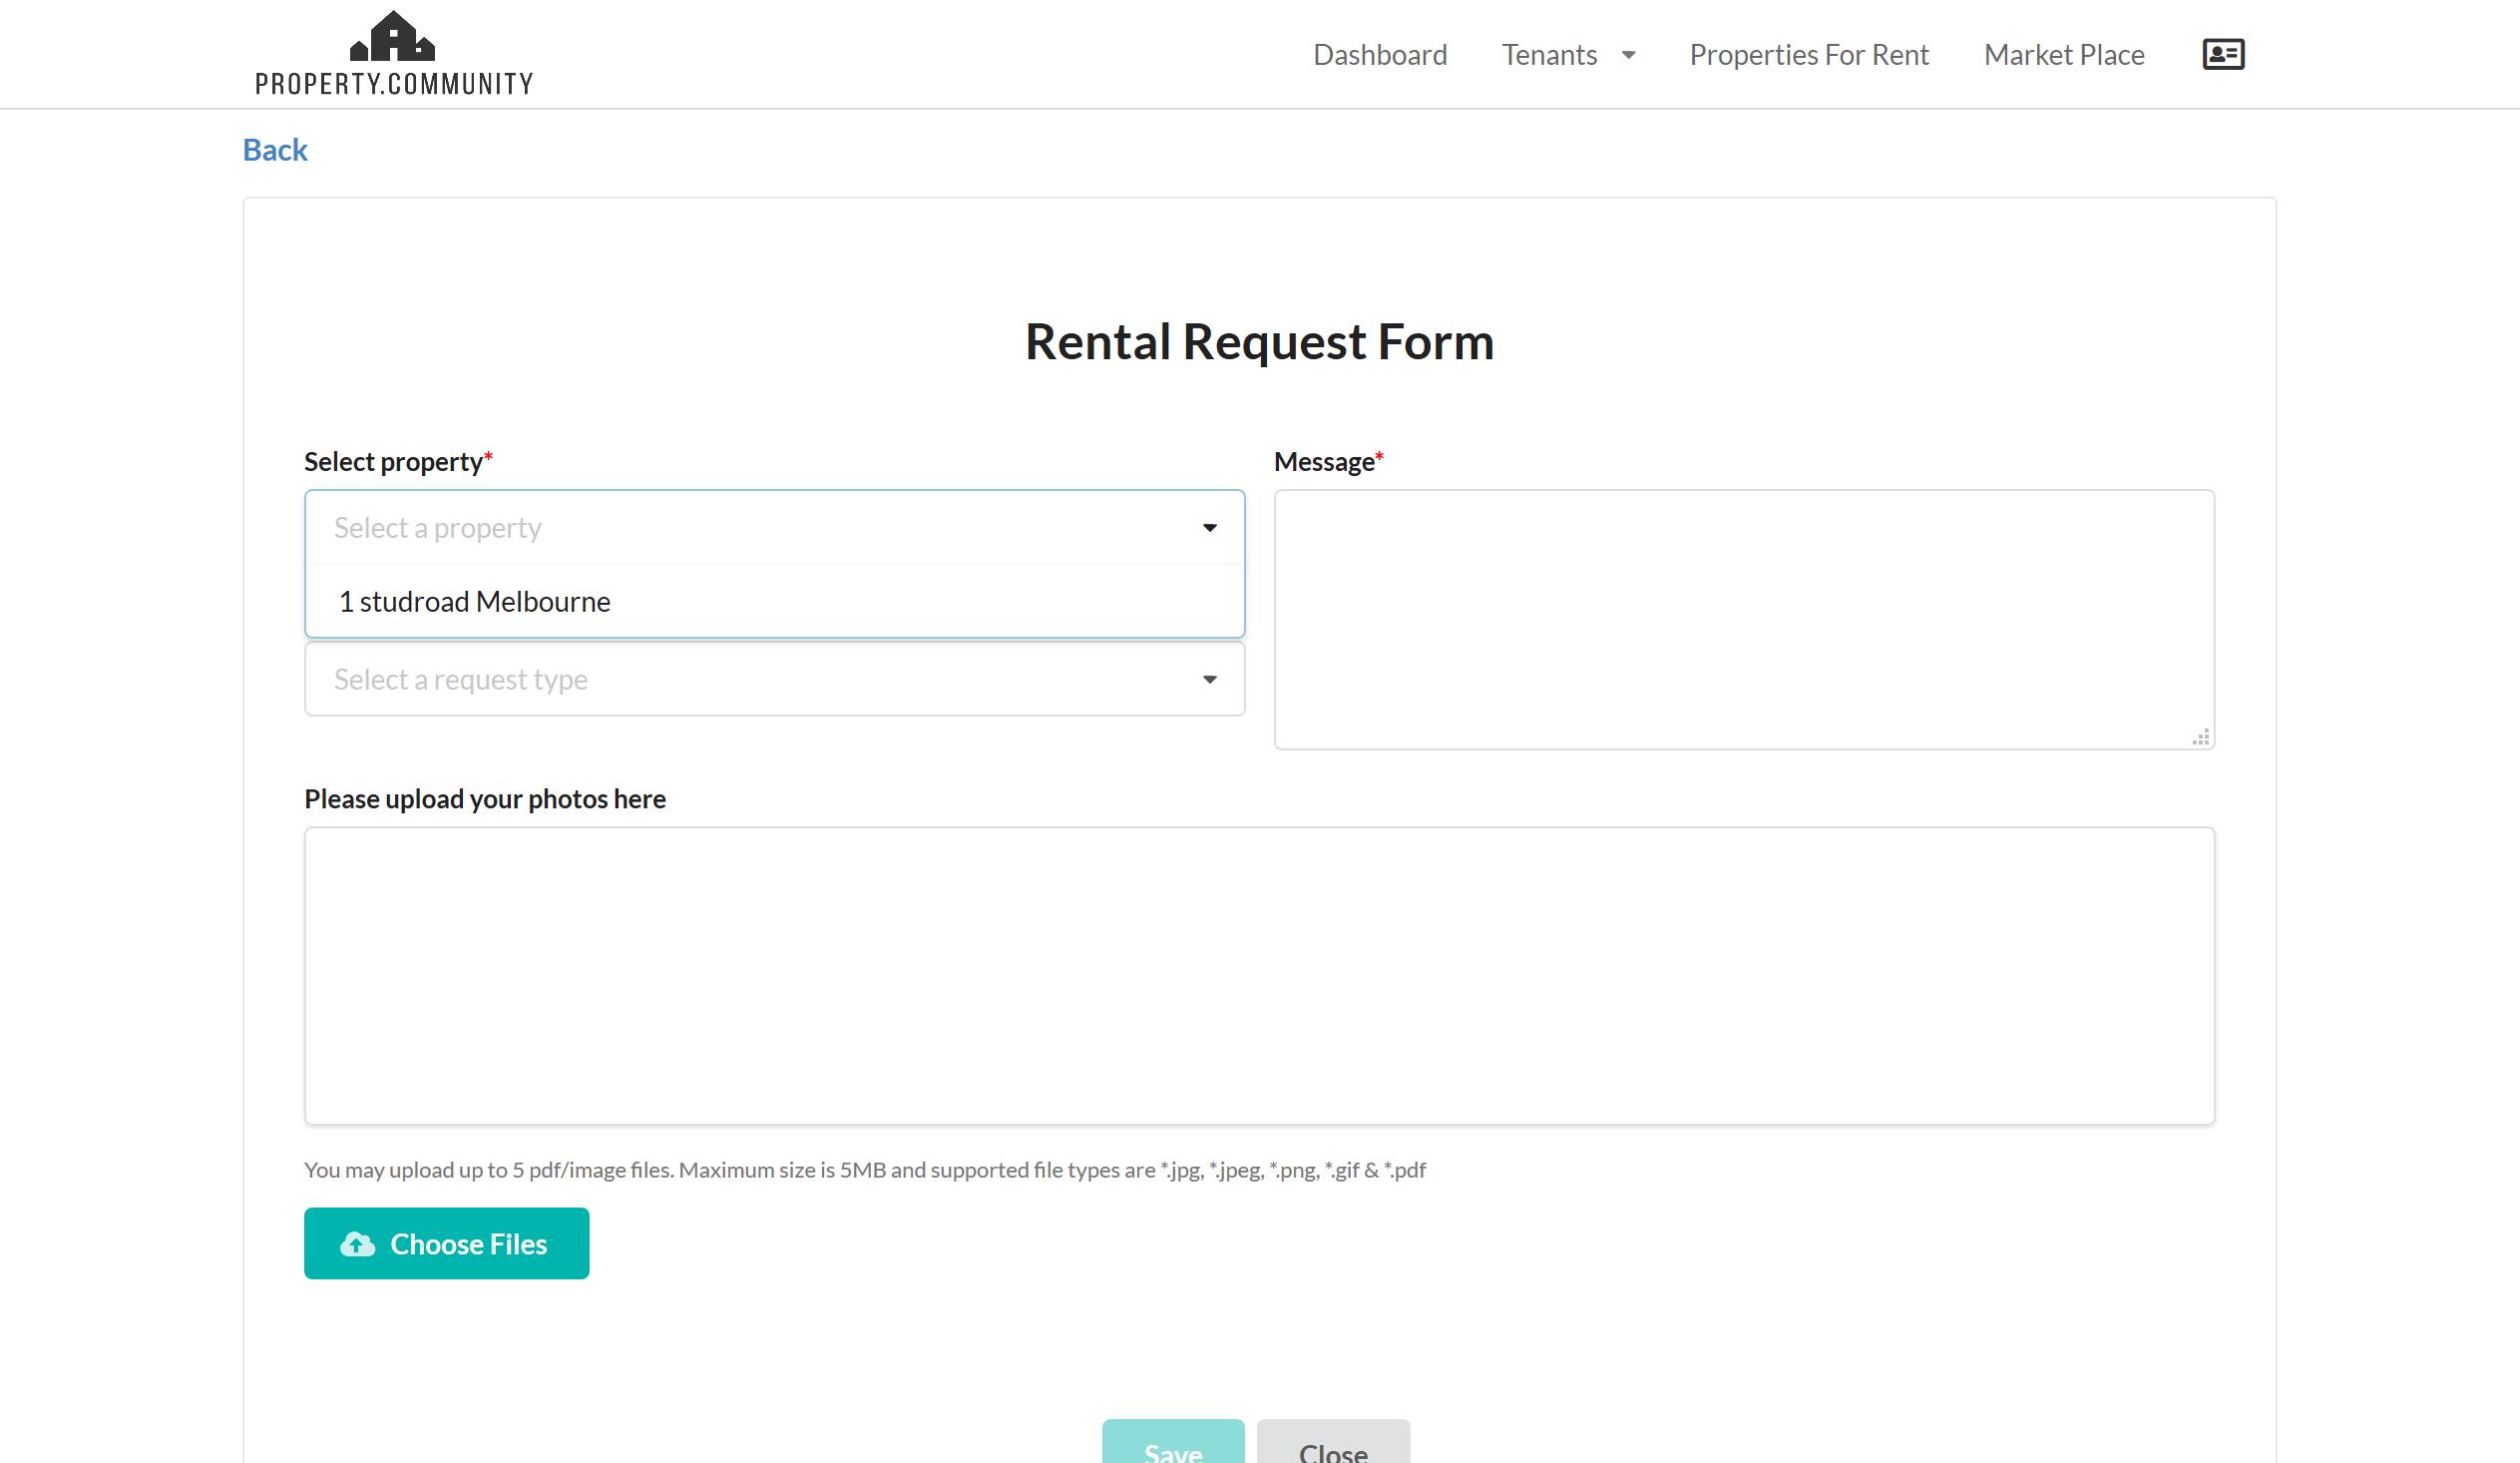 PROPERTY.COMMUNITY
Dashboard
Tenants
Properties For Rent
Market Place
Back
Rental Request Form
Select property*
Select a property
1 studroad Melbourne
Select a request type
Message*
Please upload your photos here
You may upload up to 5 pdf/image files. Maximum size is 5MB and supported file types are *.jpg, *.jpeg, *.png, *.gif & *.pdf
Choose Files
Save
Close